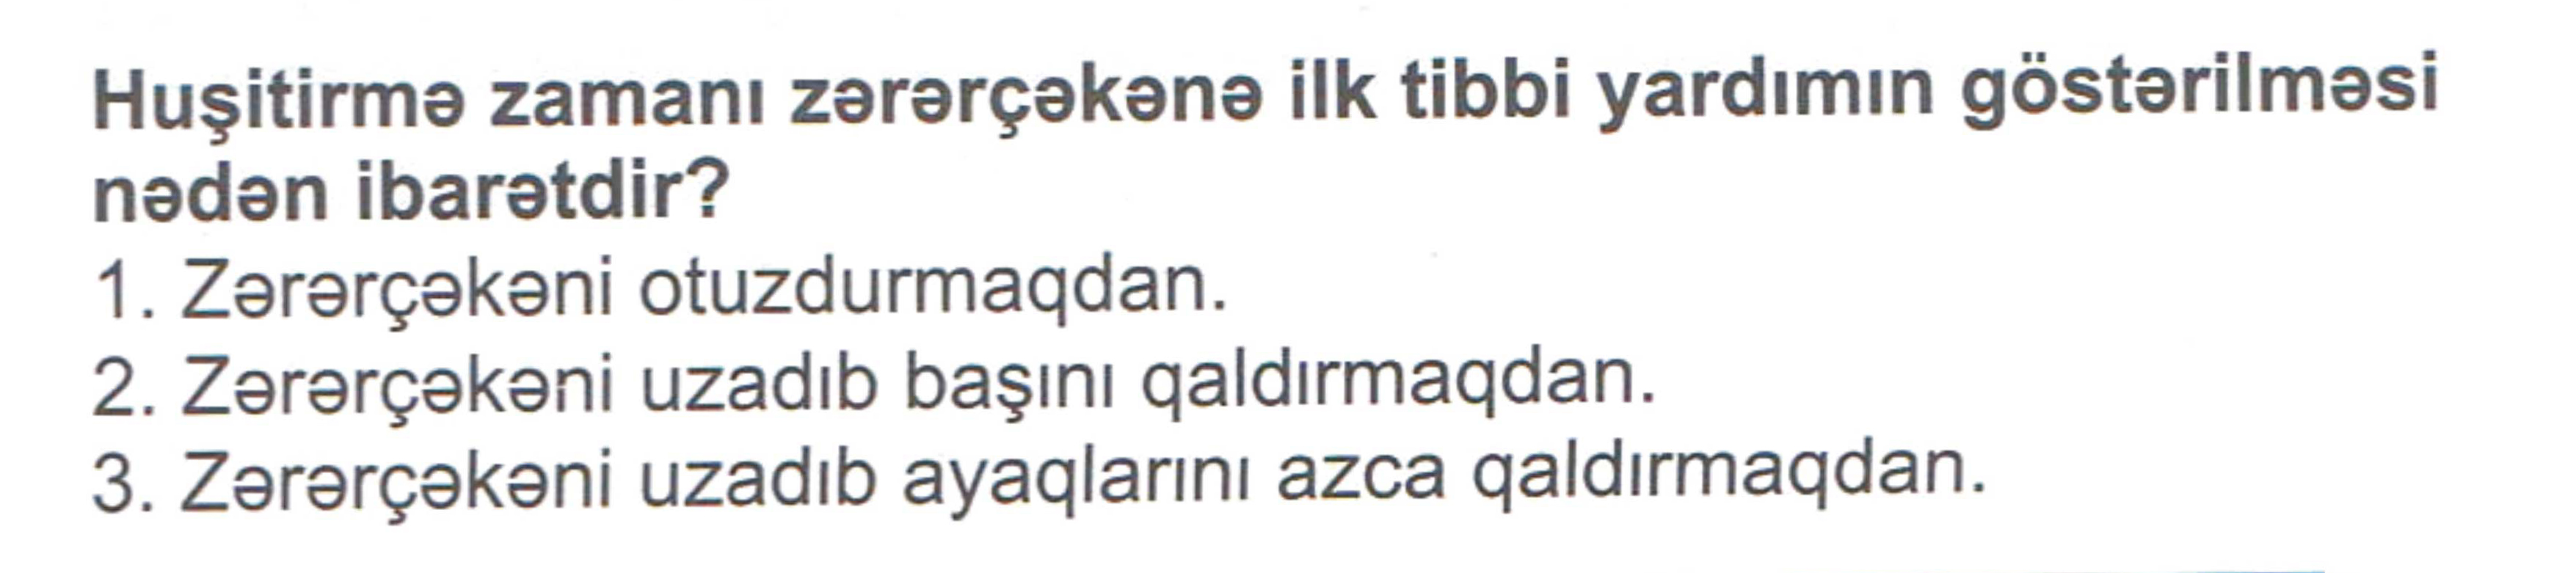 Huşitirmə zamanı zərərçəkənə ilk tibbi yardımın göstərilməsi
nədən ibarətdir?
1. Zərərçəkəni otuzdurmaqdan.
2. Zərərçəkəni uzadıb başını qaldırmaqdan.
3. Zərərçəkəni uzadıb ayaqlarını azca qaldırmaqdan.